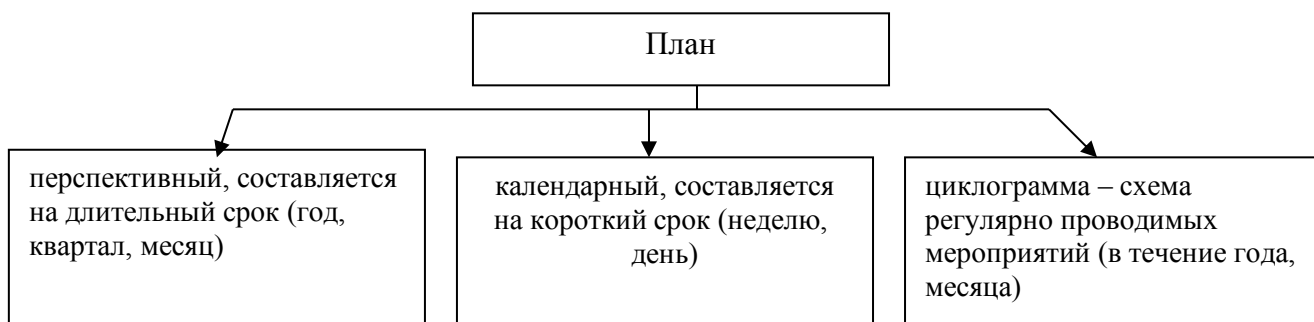 План
перспективный, составляется
на длительный срок (год,
квартал, месяц)
календарный, составляется
на короткий срок (неделю,
день)
циклограмма – схема
регулярно проводимых
мероприятий (в течение года,
месяца)